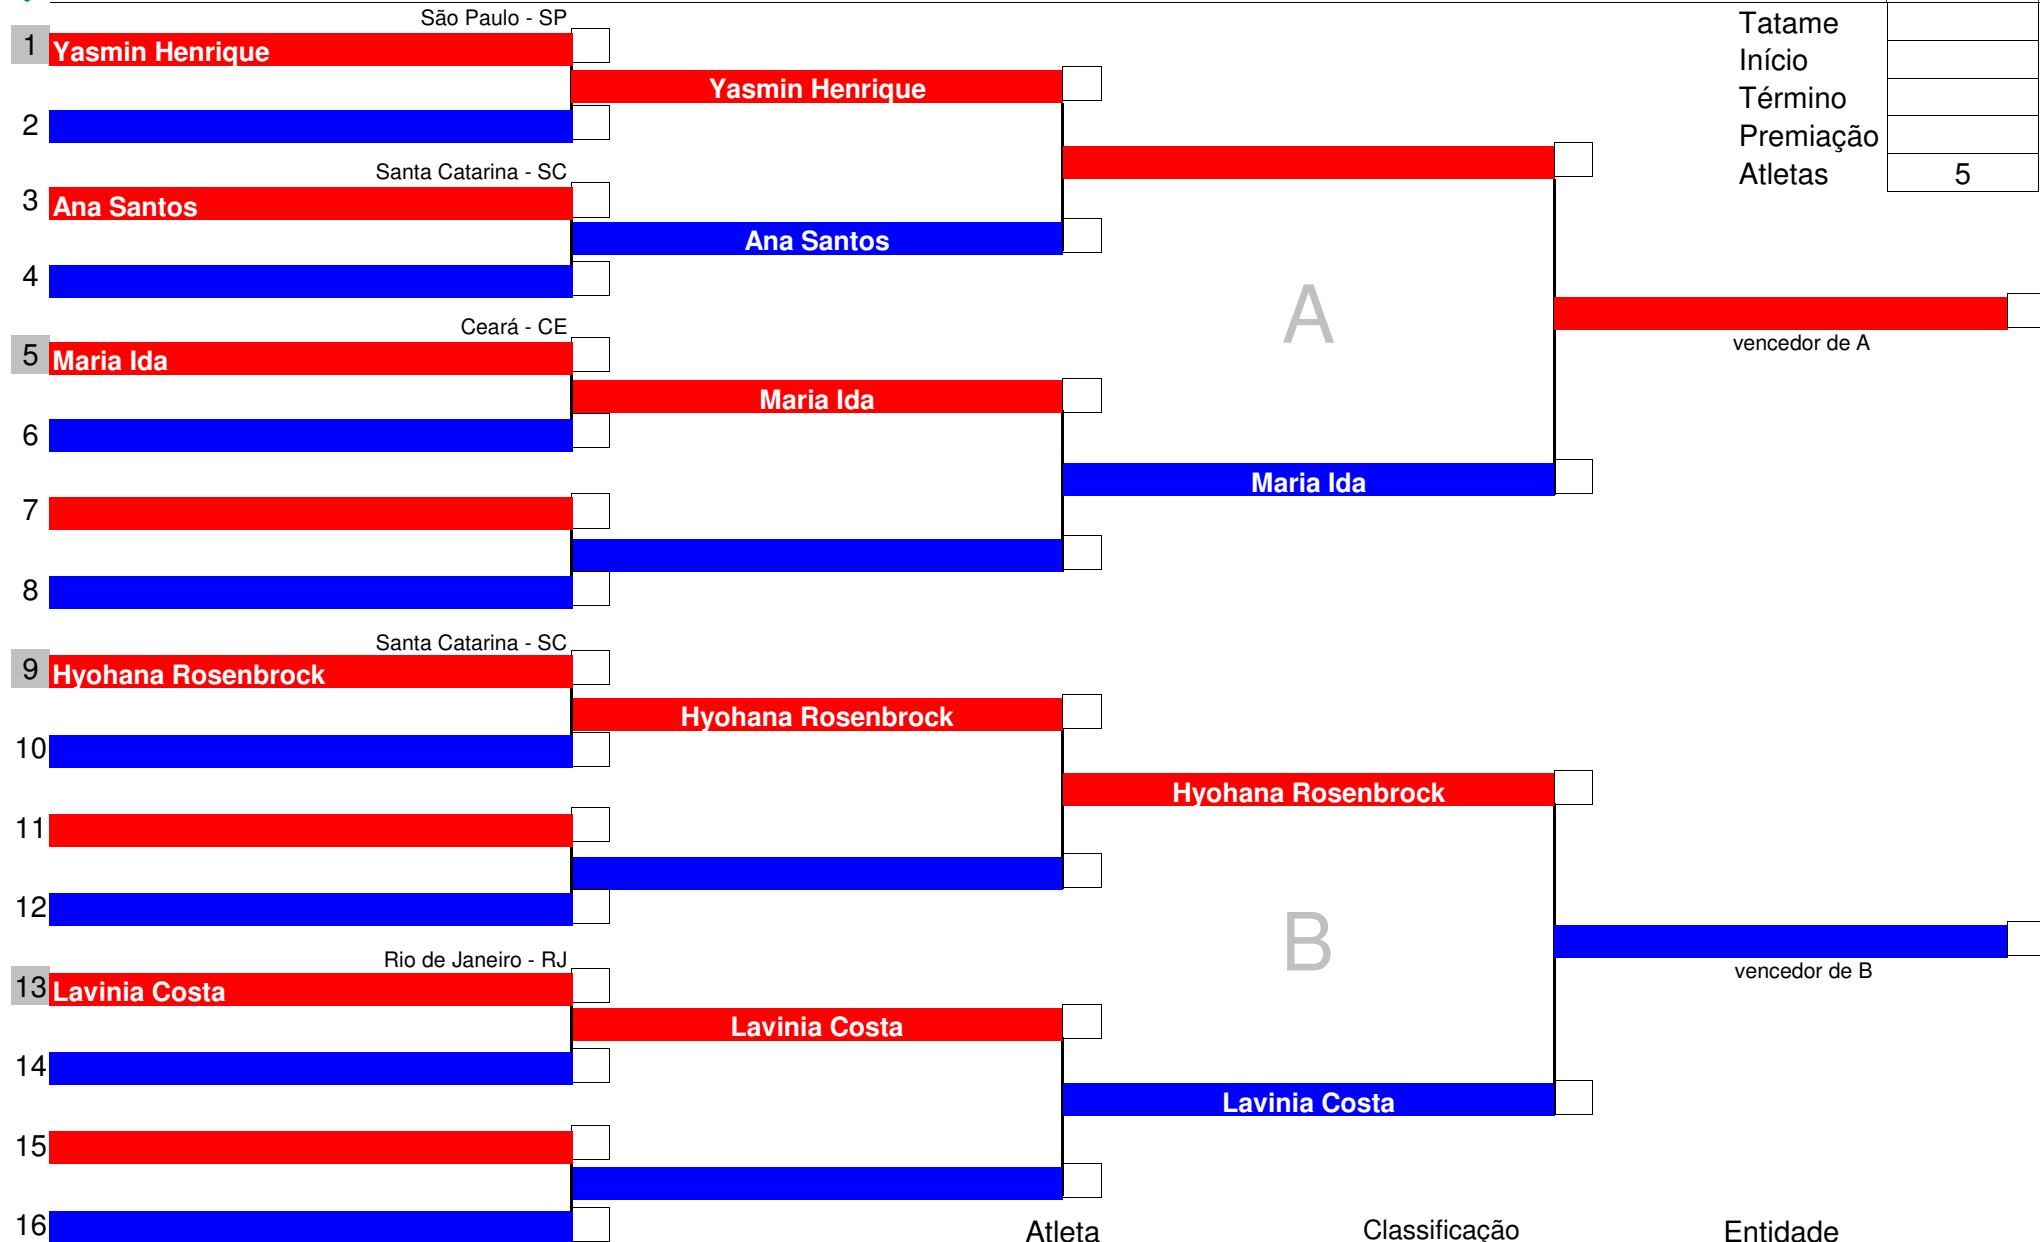 São Paulo - SP
1 Yasmin Henrique
Yasmin Henrique
2
Santa Catarina - SC
3 Ana Santos
Ana Santos
4
Ceará - CE
5 Maria Ida
Maria Ida
6
Maria Ida
7
8
A
vencedor de A
Tatame
Início
Término
Premiação
Atletas 5
Santa Catarina - SC
9 Hyohana Rosenbrock
Hyohana Rosenbrock
10
Hyohana Rosenbrock
11
12
B
vencedor de B
Rio de Janeiro - RJ
13 Lavinia Costa
Lavinia Costa
14
Lavinia Costa
15
16
Atleta Classificação Entidade